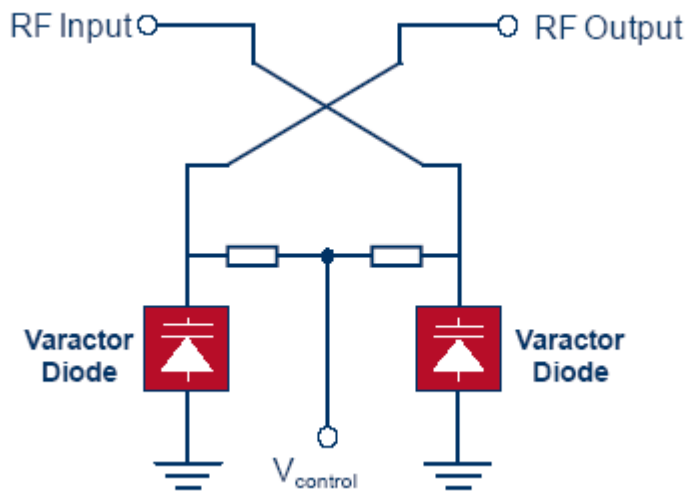 RF Input
RF Output
Varactor
Diode
Varactor
Diode
Vcontrol